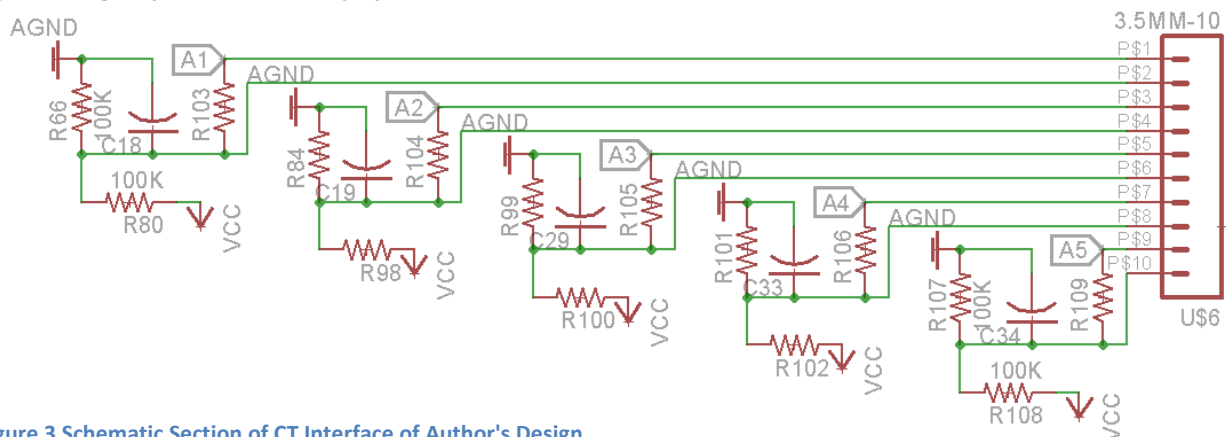 3.5MM-10
AGND
P$1
A1
AGND
P$2
P$3
A2
R66
100K
R103
AGND
P$4
C18
R84
R104
A3
P$5
AGND
P$6
100K
C19
R99
R105
A4
P$7
R80
VCC
AGND
P$8
C29
R101
R106
A5
P$9
R98
VCC
P$10
C33
R107
100K
R109
R100
VCC
U$6
C34
R102
VCC
100K
R108
VCC
gure 3 Schematic Section of CT Interface of Author's Design